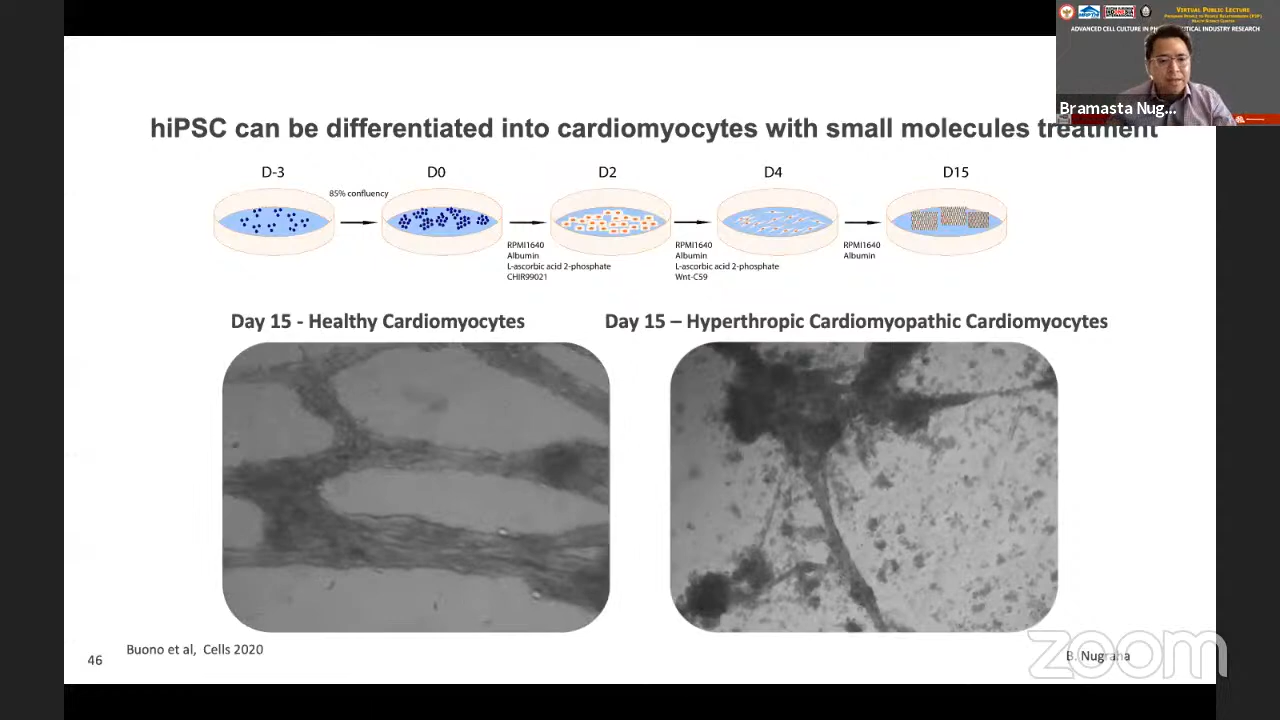 VIRTUAL PUBLIC LECTURE
ADVANCED CELL CULTURE IN
INDUSTRY RESEARCH
Bramasta Nug...
hiPSC can be differentiated into cardiomyocytes with small molecules treatment
D-3
D0
D2
D4
D15
85% confluency
RPMI1640
Albumin
L-ascorbic acid 2-phosphate
CHIR99021
RPMI1640
Albumin
L-ascorbic acid 2-phosphate
Wnt-C59
RPMI1640
Albumin
Day 15 - Healthy Cardiomyocytes
Day 15 – Hyperthropic Cardiomyopathic Cardiomyocytes
Buono et al, Cells 2020
46
B. Nugraha
zoom